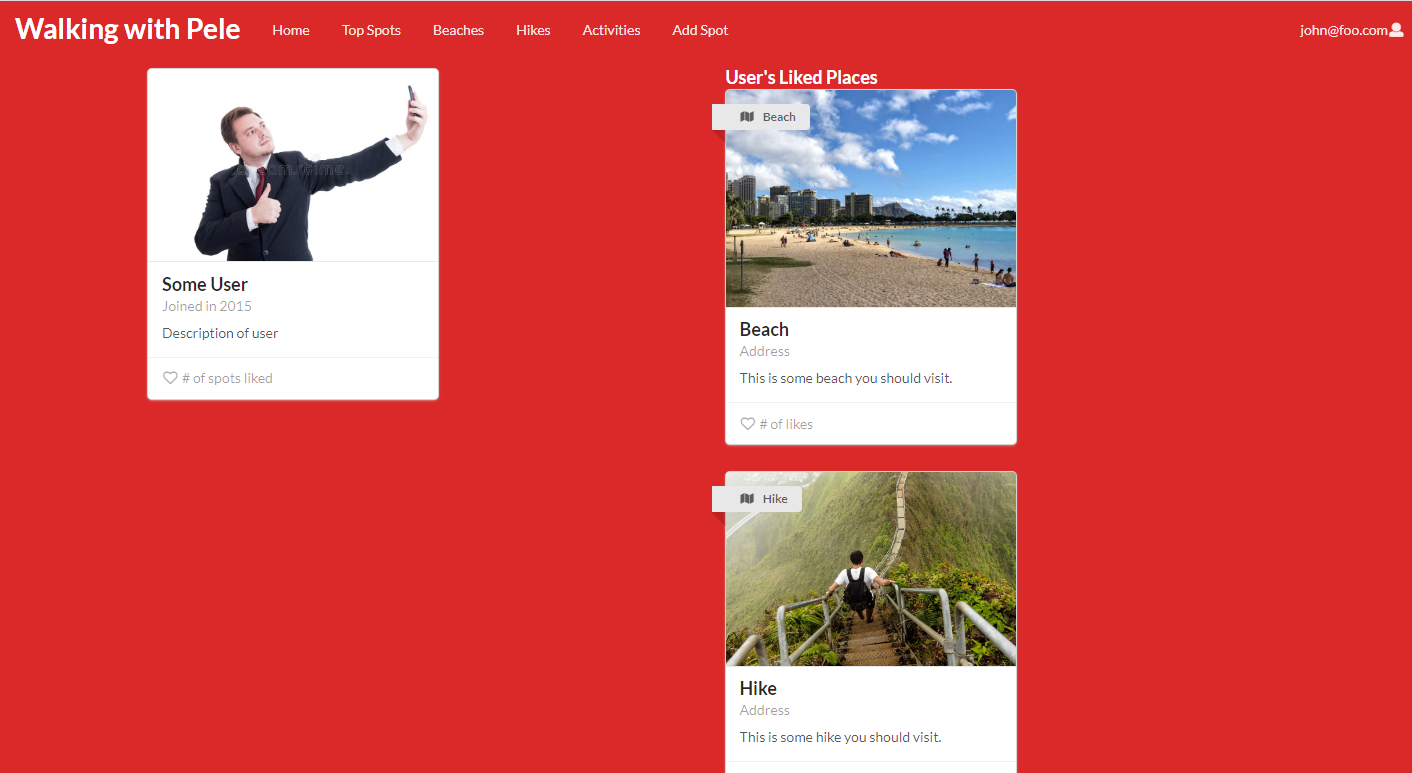 Walking with Pele
Home
Top Spots
Beaches
Hikes
Activities
Add Spot
john@foo.com
Some User
Joined in 2015
Description of user
# of spots liked
User's Liked Places
Beach
Beach
Address
This is some beach you should visit.
# of likes
Hike
Hike
Address
This is some hike you should visit.